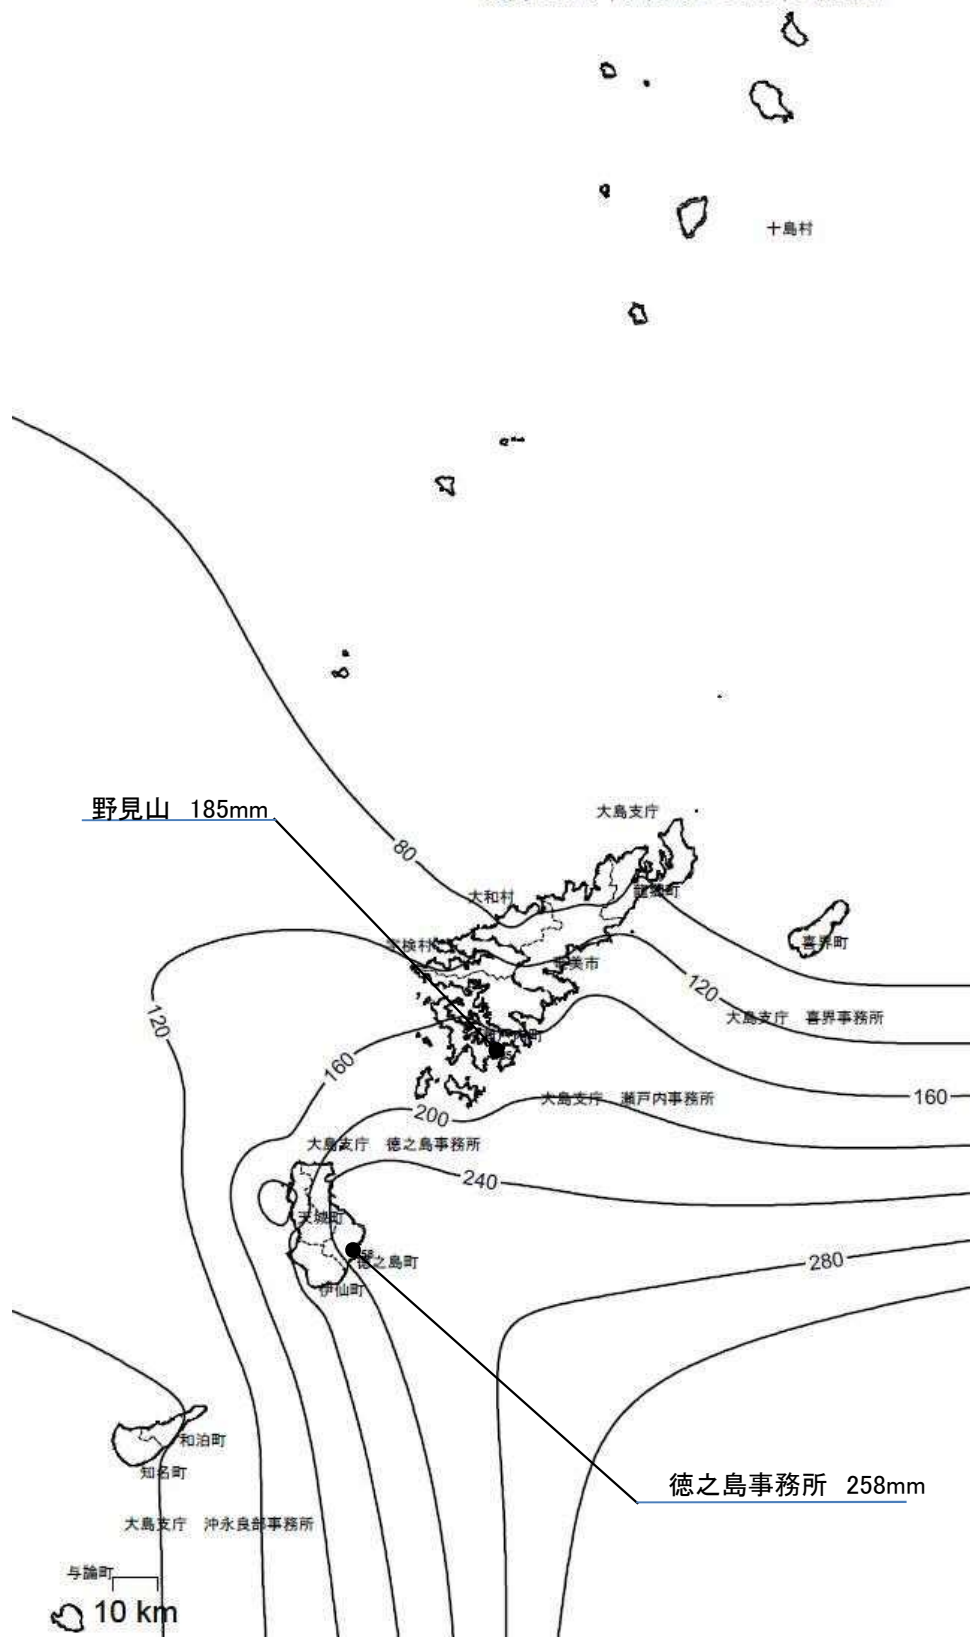 十島村
野見山 185mm
大島支庁
80
大和村
龍郷町
宇検村
喜界町
奄美市
120
120
大島支庁 喜界事務所
瀬戸内町
160
160
大島支庁 瀬戸内事務所
200
大島支庁 徳之島事務所
240
天城町
徳之島町
280
伊仙町
和泊町
知名町
徳之島事務所 258mm
大島支庁 沖永良部事務所
与論町
10 km